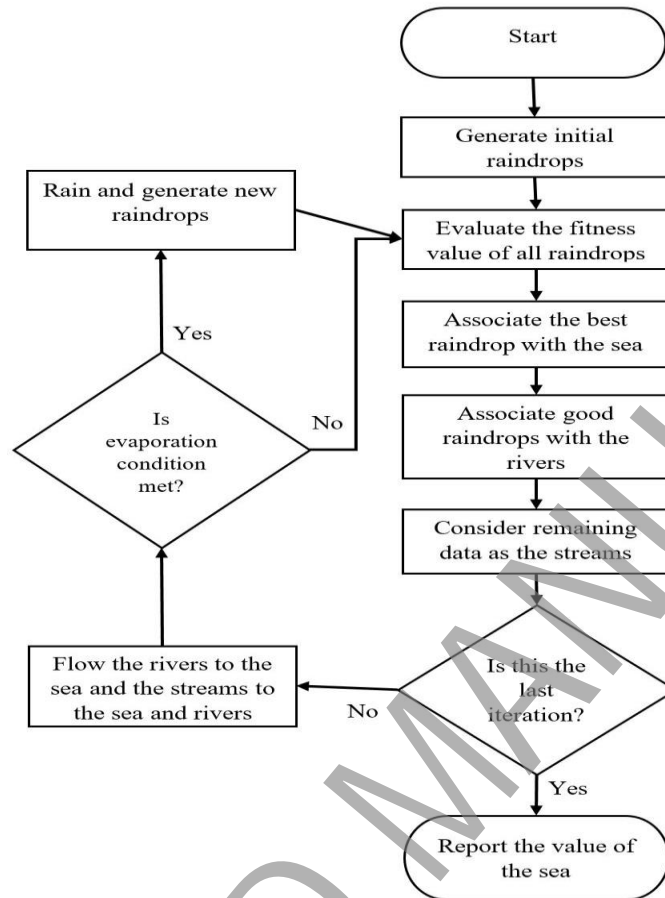 Start
Generate initial
raindrops
Rain and generate new
raindrops
Evaluate the fitness
value of all raindrops
Yes
Associate the best
raindrop with the sea
No
Is
evaporation
condition
met?
Associate good
raindrops with the
rivers
Consider remaining
data as the streams
Flow the rivers to the
sea and the streams to
the sea and rivers
Is this the
last
iteration?
No
Yes
Report the value of
the sea